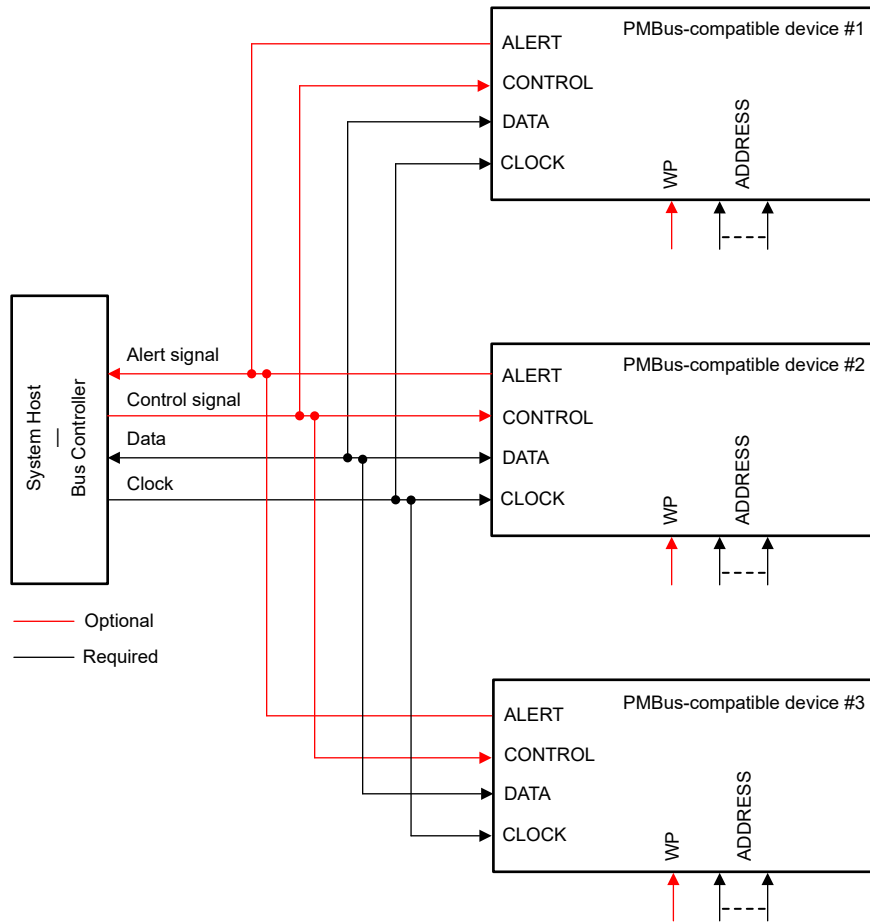 PMBus-compatible device #1
ALERT
CONTROL
DATA
CLOCK
WP
ADDRESS
System Host
—
Bus Controller
Alert signal
Control signal
Data
Clock
PMBus-compatible device #2
ALERT
CONTROL
DATA
CLOCK
WP
ADDRESS
Optional
Required
PMBus-compatible device #3
ALERT
CONTROL
DATA
CLOCK
WP
ADDRESS